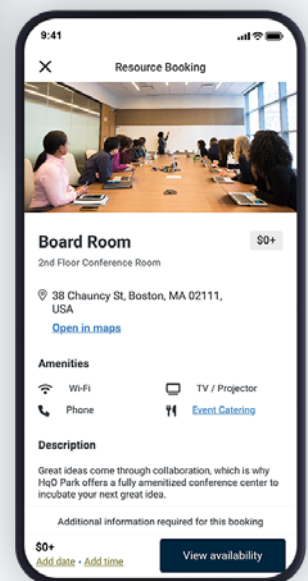 9:41
Resource Booking
Board Room
$0+
2nd Floor Conference Room
38 Chauncy St, Boston, MA 02111,
USA
Open in maps
Amenities
Wi-Fi
TV / Projector
Phone
Event Catering
Description
Great ideas come through collaboration, which is why
HqO Park offers a fully amenitized conference center to
incubate your next great idea.
Additional information required for this booking
$0+
Add date • Add time
View availability